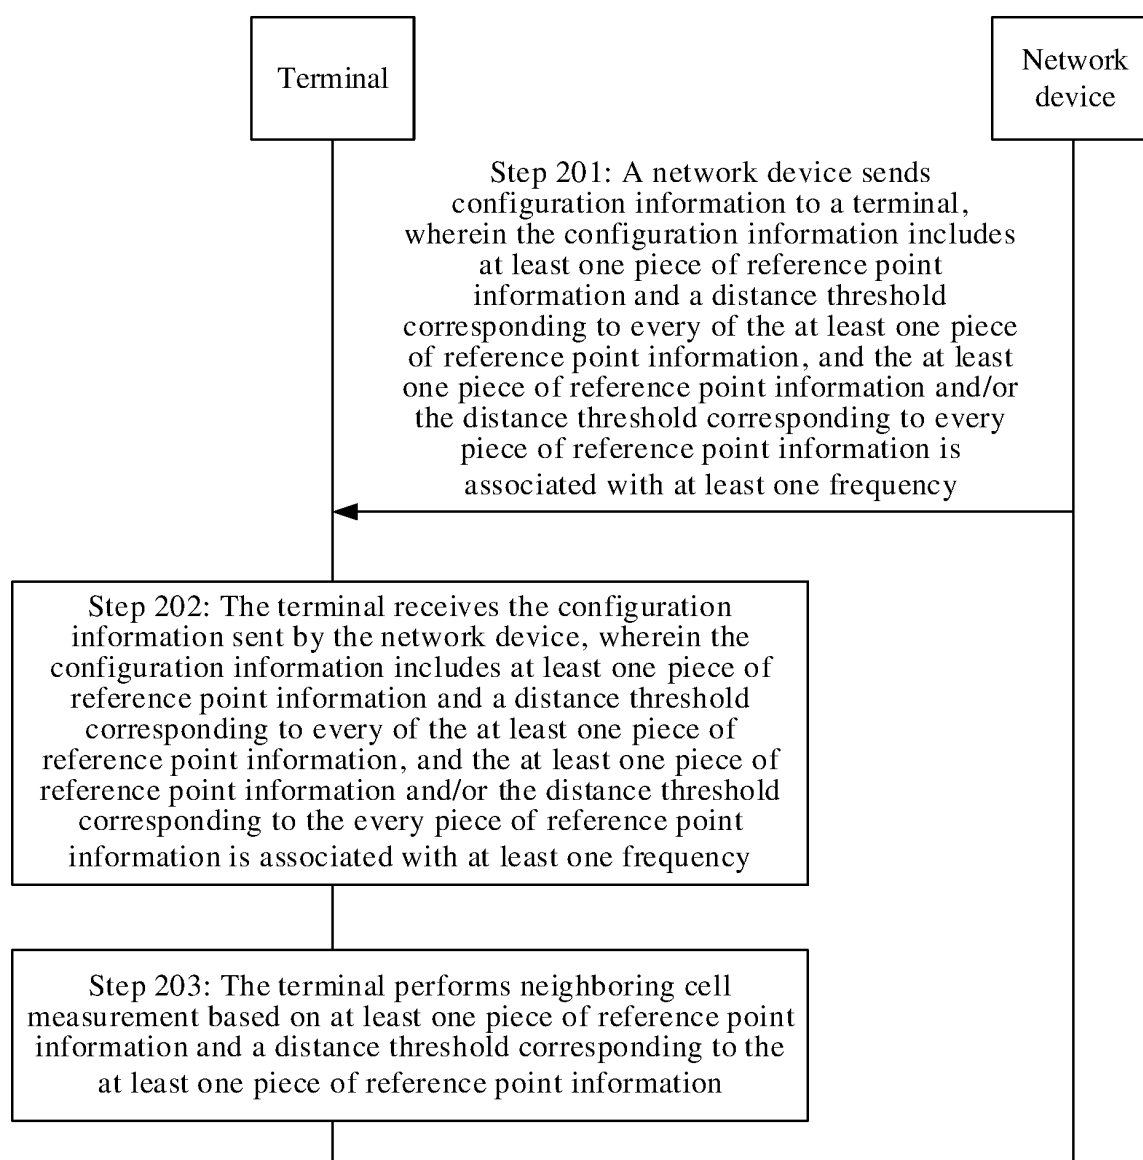 Terminal
Network
device
Step 201: A network device sends
configuration information to a terminal,
wherein the configuration information includes
at least one piece of reference point
information and a distance threshold
corresponding to every of the at least one piece
of reference point information, and the at least
one piece of reference point information and/or
the distance threshold corresponding to every
piece of reference point information is
associated with at least one frequency
Step 202: The terminal receives the configuration
information sent by the network device, wherein the
configuration information includes at least one piece of
reference point information and a distance threshold
corresponding to every of the at least one piece of
reference point information, and the at least one piece of
reference point information and/or the distance threshold
corresponding to the every piece of reference point
information is associated with at least one frequency
Step 203: The terminal performs neighboring cell
measurement based on at least one piece of reference point
information and a distance threshold corresponding to the
at least one piece of reference point information